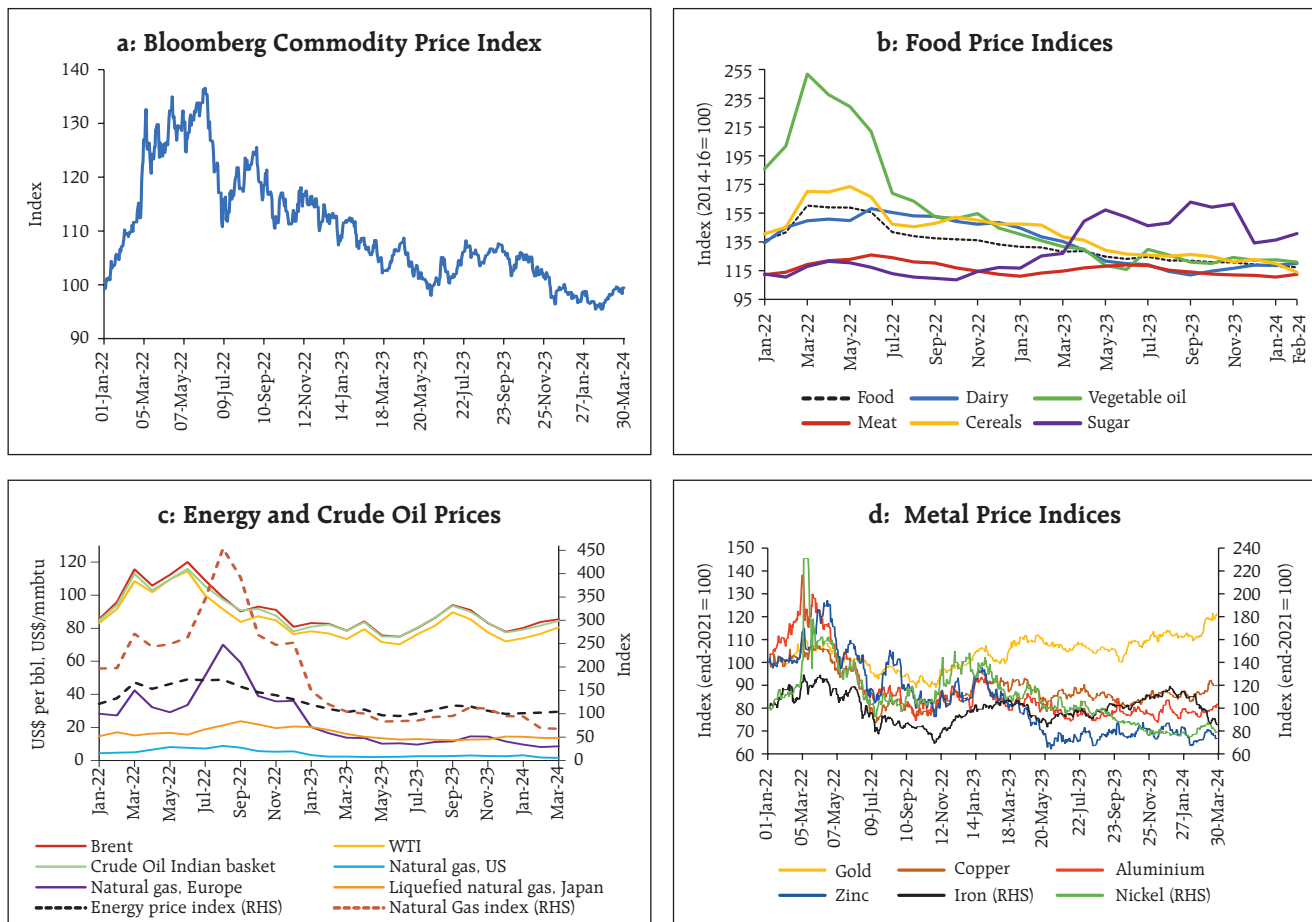 a: Bloomberg Commodity Price Index
140
130
120
110
100
90
Index
01-Jan-22
05-Mar-22
07-May-22
09-Jul-22
10-Sep-22
12-Nov-22
14-Jan-23
18-Mar-23
20-May-23
22-Jul-23
23-Sep-23
25-Nov-23
27-Jan-24
30-Mar-24
b: Food Price Indices
255
235
215
195
175
155
135
115
95
Index (2014-16=100)
Jan-22
Mar-22
May-22
Jul-22
Sep-22
Nov-22
Jan-23
Mar-23
May-23
Jul-23
Sep-23
Nov-23
Jan-24
Feb-24
Food
Dairy
Vegetable oil
Meat
Cereals
Sugar
c: Energy and Crude Oil Prices
120
100
80
60
40
20
0
US$ per bbl, US$/mmbtu
450
400
350
300
250
200
150
100
50
0
Index
Jan-22
Mar-22
May-22
Jul-22
Sep-22
Nov-22
Jan-23
Mar-23
May-23
Jul-23
Sep-23
Nov-23
Jan-24
Mar-24
Brent
WTI
Crude Oil Indian basket
Natural gas, US
Natural gas, Europe
Liquefied natural gas, Japan
Energy price index (RHS)
Natural Gas index (RHS)
d: Metal Price Indices
150
140
130
120
110
100
90
80
70
60
Index (end-2021=100)
240
220
200
180
160
140
120
100
80
60
Index (end-2021=100)
01-Jan-22
05-Mar-22
07-May-22
09-Jul-22
10-Sep-22
12-Nov-22
14-Jan-23
18-Mar-23
20-May-23
22-Jul-23
23-Sep-23
25-Nov-23
27-Jan-24
30-Mar-24
Gold
Copper
Aluminium
Zinc
Iron (RHS)
Nickel (RHS)